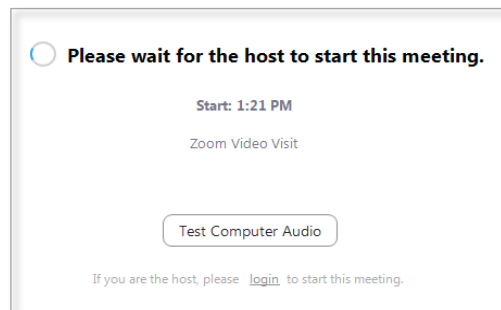 Please wait for the host to start this meeting.
Start: 1:21 PM
Zoom Video Visit
Test Computer Audio
If you are the host, please login to start this meeting.